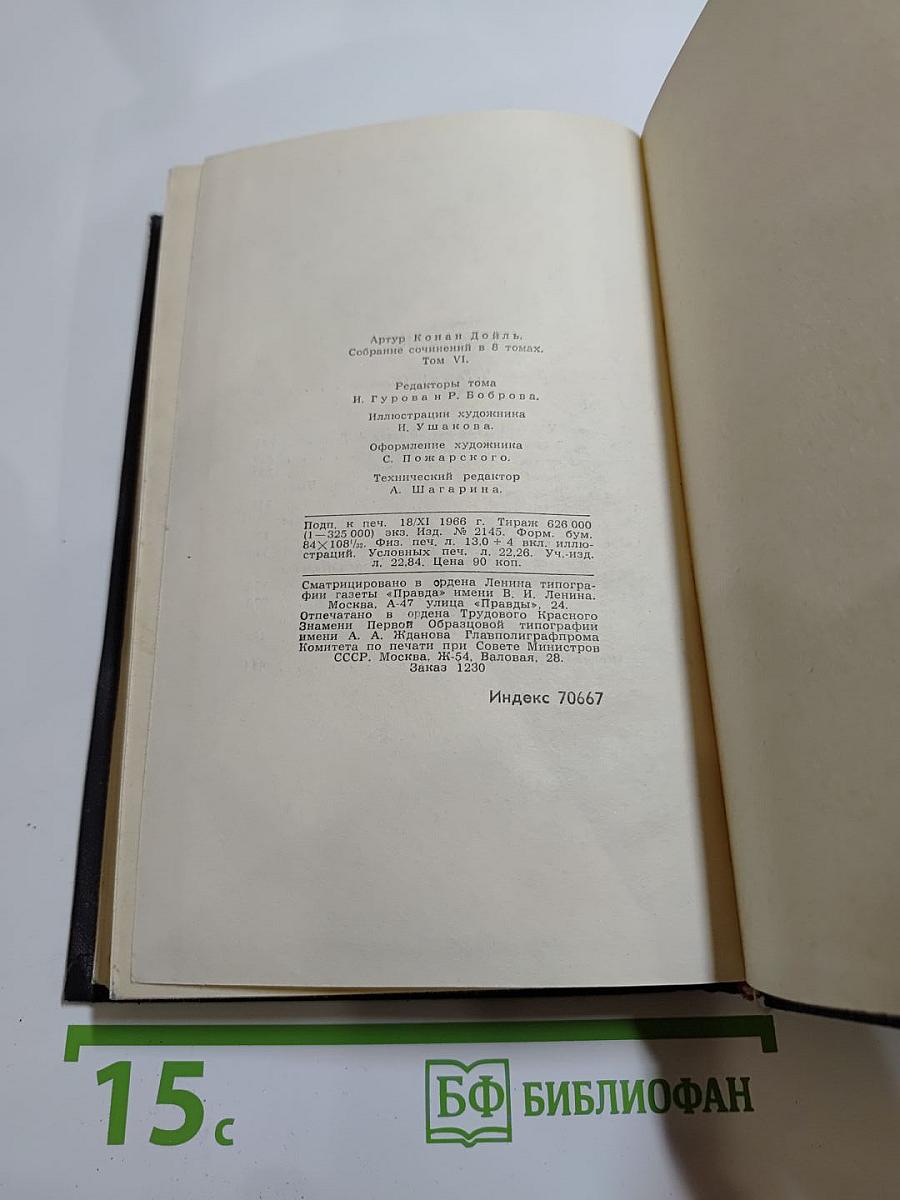 Артур Конан Дойль.
Собрание сочинений в 8 томах.
Том VI.
Редакторы тома
И. Гурова и Р. Боброва.
Иллюстрации художника
И. Ушакова.
Оформление художника
С. Пожарского.
Технический редактор
А. Шагарина.
Подп. к печ. 18/XI 1966 г. Тираж 626 000
(1—325 000) экз. Изд. № 2145. Форм. бум.
84×108¹/₃₂. Физ. печ. л. 13,0 + 4 вкл. иллю-
страций. Условных печ. л. 22,26. Уч.-изд.
л. 22,84. Цена 90 коп.
Сматрицировано в ордена Ленина типогра-
фии газеты «Правда» имени В. И. Ленина.
Москва, А-47 улица «Правды», 24.
Отпечатано в ордена Трудового Красного
Знамени Первой Образцовой типографии
имени А. А. Жданова Главполиграфпрома
Комитета по печати при Совете Министров
СССР. Москва, Ж-54, Валовая, 28.
Заказ 1230
Индекс 70667
15 с
БФ БИБЛИОФАН